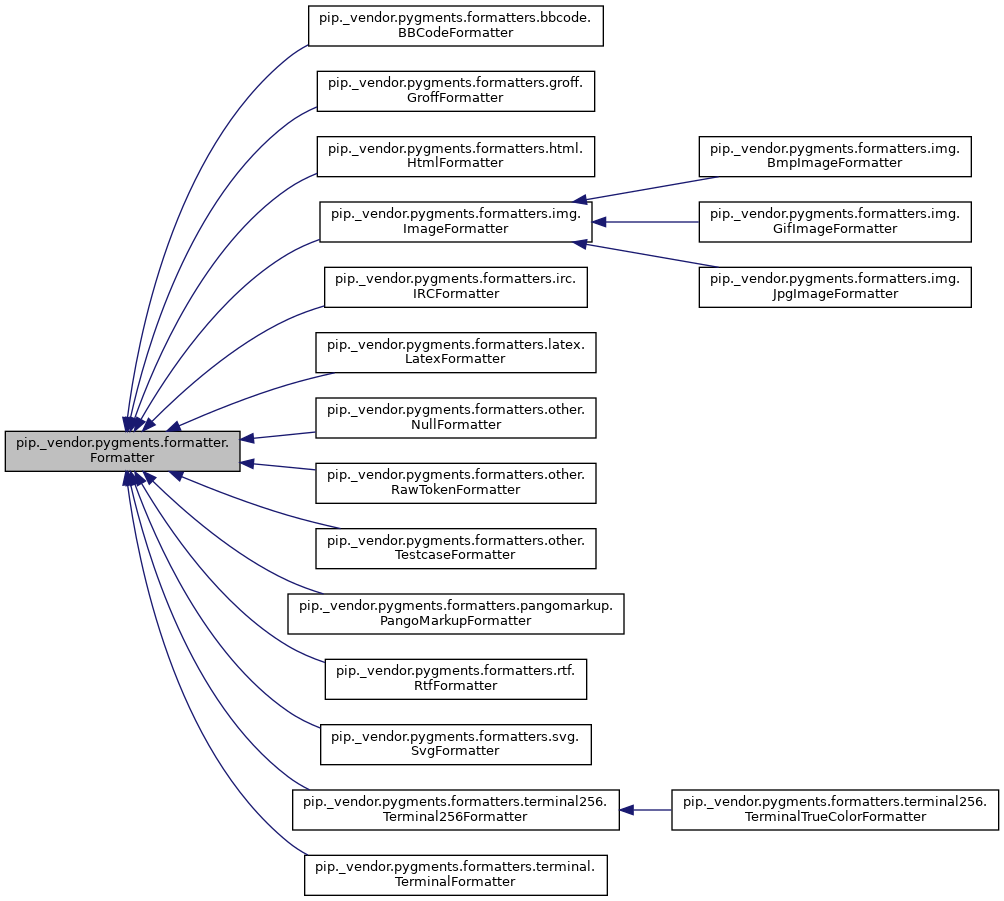 pip._vendor.pygments.formatters.bbcode.
BBCodeFormatter
pip._vendor.pygments.formatters.groff.
GroffFormatter
pip._vendor.pygments.formatters.html.
HtmlFormatter
pip._vendor.pygments.formatters.img.
BmpImageFormatter
pip._vendor.pygments.formatters.img.
ImageFormatter
pip._vendor.pygments.formatters.img.
GifImageFormatter
pip._vendor.pygments.formatters.irc.
IRCFormatter
pip._vendor.pygments.formatters.img.
JpgImageFormatter
pip._vendor.pygments.formatters.latex.
LatexFormatter
pip._vendor.pygments.formatters.other.
NullFormatter
pip._vendor.pygments.formatter.
Formatter
pip._vendor.pygments.formatters.other.
RawTokenFormatter
pip._vendor.pygments.formatters.other.
TestcaseFormatter
pip._vendor.pygments.formatters.pangomarkup.
PangoMarkupFormatter
pip._vendor.pygments.formatters.rtf.
RtfFormatter
pip._vendor.pygments.formatters.svg.
SvgFormatter
pip._vendor.pygments.formatters.terminal256.
Terminal256Formatter
pip._vendor.pygments.formatters.terminal256.
TerminalTrueColorFormatter
pip._vendor.pygments.formatters.terminal.
TerminalFormatter